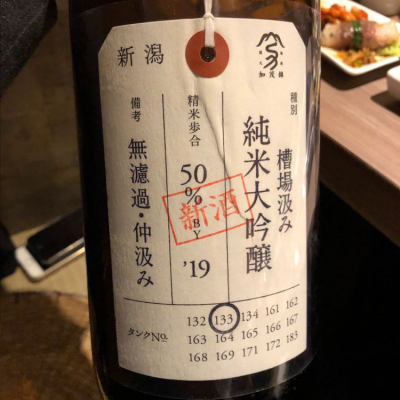 新潟
加茂錦
種別
槽場汲み
純米大吟醸
精米歩合
50% BY '19
新酒
備考
無濾過・仲汲み
タンクNo.
132 133 134 161 162
163 164 165 166 167
168 169 171 172 183